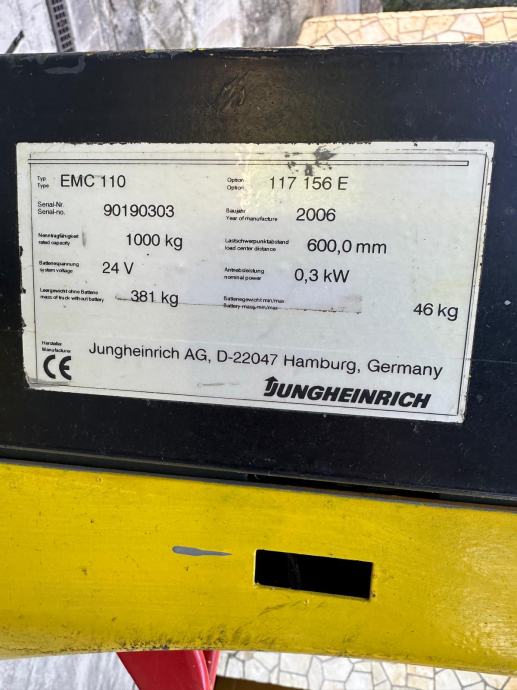 Typ EMC 110 Option 117 156 E
Type Option
Serial-Nr. 90190303 Baujahr 2006
Serial-no. Year of manufacture
Nenntragfähigkeit 1000 kg Lastschwerpunktabstand 600,0 mm
rated capacity load center distance
Batteriespannung 24 V Antriebsleistung 0,3 kW
system voltage nominal power
Leergewicht ohne Batterie 381 kg Batteriegewicht min/max 46 kg
mass of truck without battery Battery-mass min/max
Hersteller
Manufacturer
CE Jungheinrich AG, D-22047 Hamburg, Germany
JUNGHEINRICH